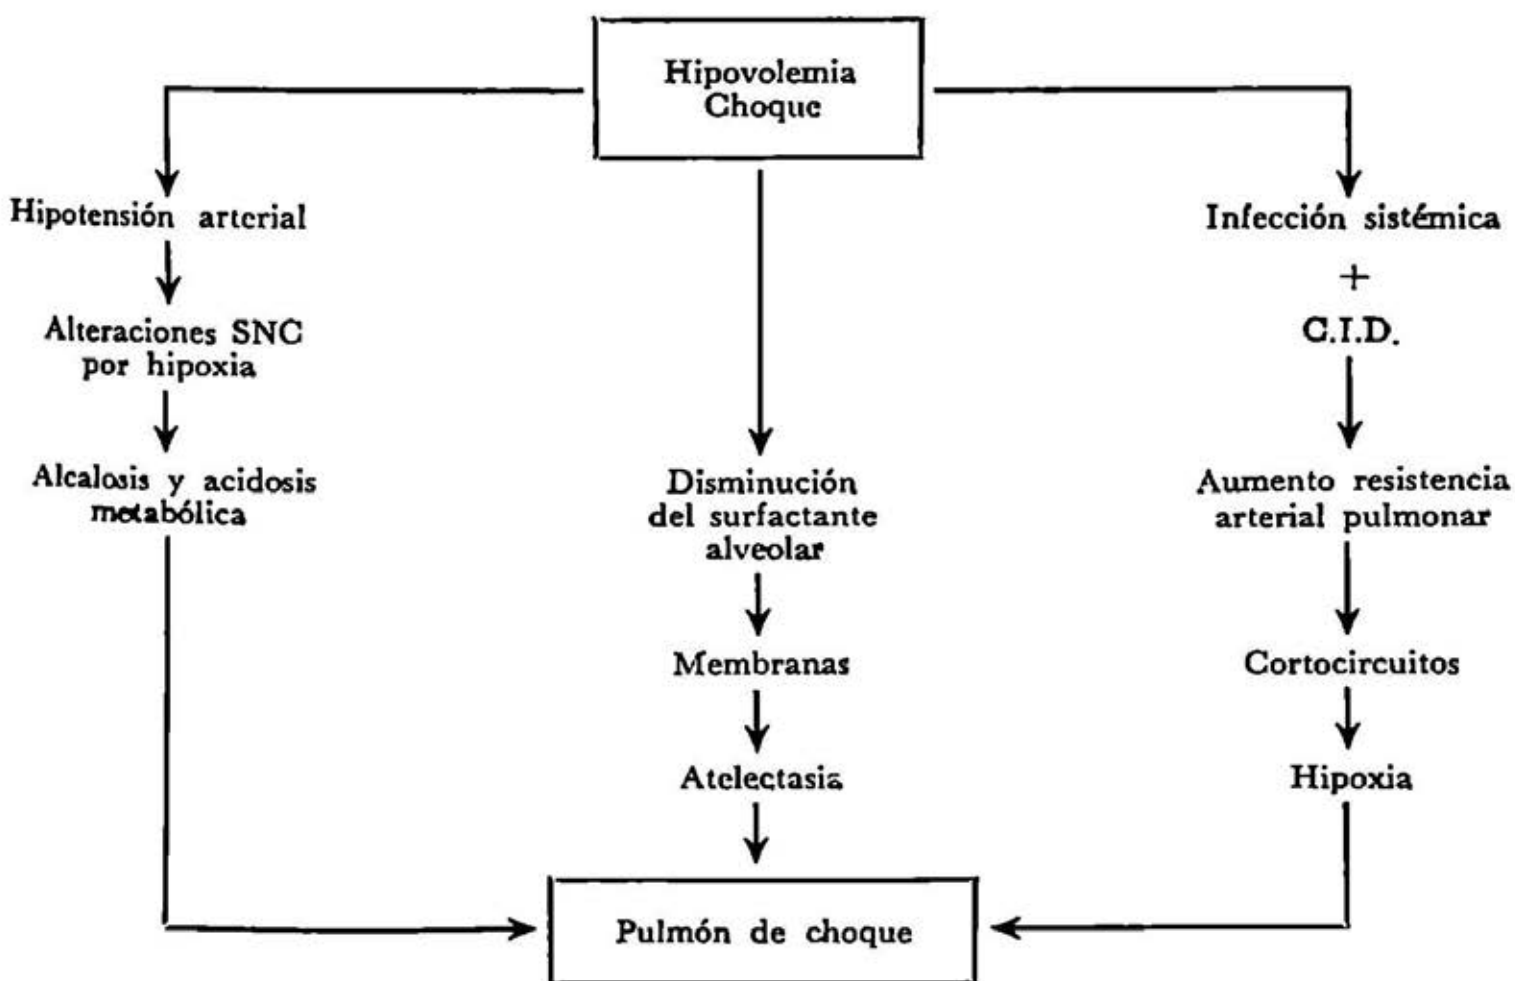 Hipovolemia
Choque
Hipotensión arterial
Alteraciones SNC
por hipoxia
Alcalosis y acidosis
metabólica
Disminución
del surfactante
alveolar
Membranas
Atelectasia
Infección sistémica
+
C.I.D.
Aumento resistencia
arterial pulmonar
Cortocircuitos
Hipoxia
Pulmón de choque